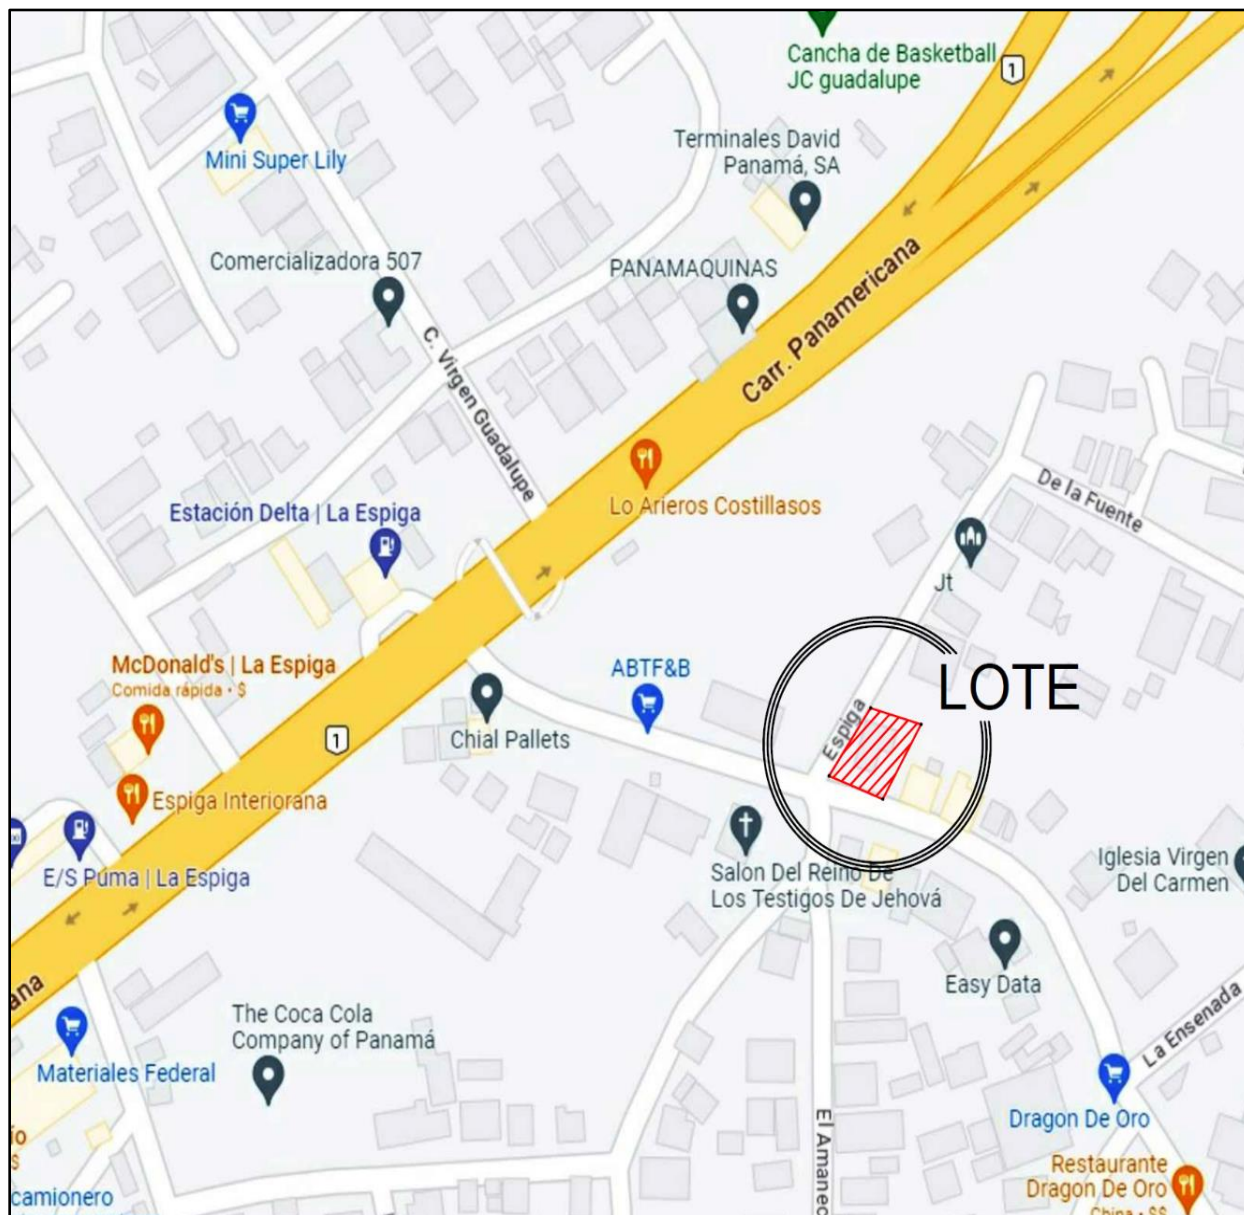 Cancha de Basketball
JC guadalupe
1
Mini Super Lily
Terminales David
Panamá, SA
Comercializadora 507
PANAMAQUINAS
Carr. Panamericana
C. Virgen Guadalupe
Lo Arieros Costillasos
De la Fuente
Estación Delta | La Espiga
Jt
McDonald's | La Espiga
Comida rápida • $
ABTF&B
LOTE
Espiga
1
Chial Pallets
Espiga Interiorana
E/S Puma | La Espiga
Salon Del Reino De
Los Testigos De Jehová
Iglesia Virgen
Del Carmen
ana
Easy Data
The Coca Cola
Company of Panamá
La Ensenada
Materiales Federal
Dragon De Oro
El Amanec
ío
$
Restaurante
Dragon De Oro
China • $$
camionero